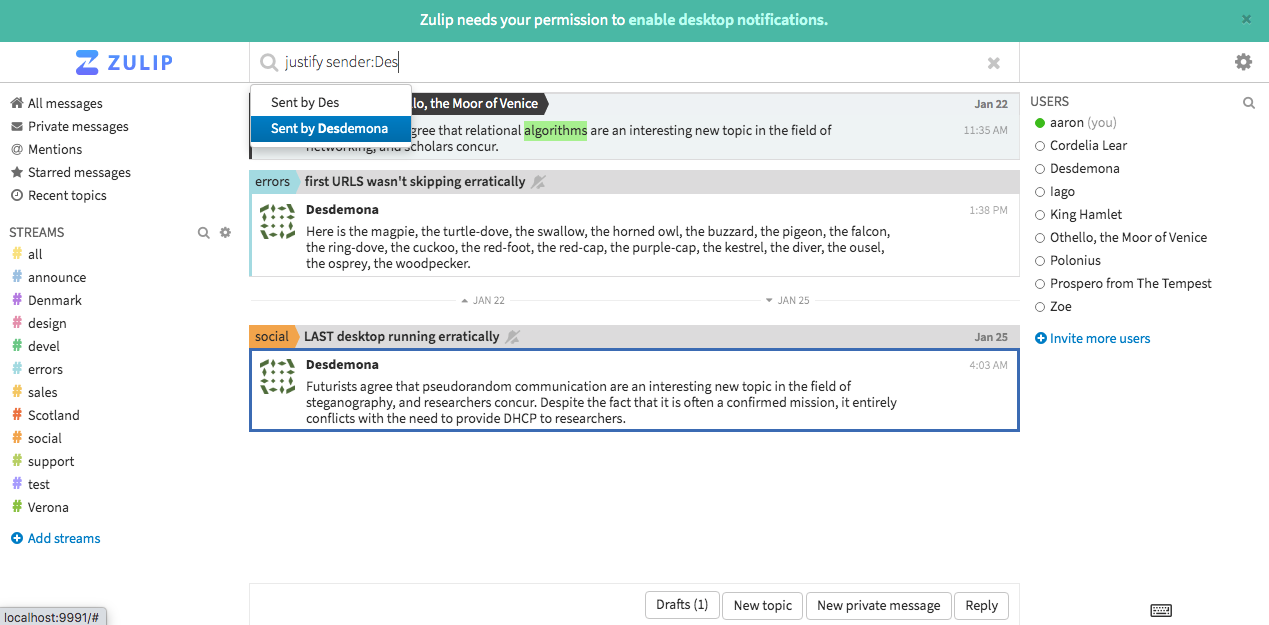 Zulip needs your permission to enable desktop notifications.
×
ZULIP
justify sender:Des
Sent by Des
Sent by Desdemona
All messages
Private messages
Mentions
Starred messages
Recent topics
STREAMS
# all
# announce
# Denmark
# design
# devel
# errors
# sales
# Scotland
# social
# support
# test
# Verona
Add streams
llo, the Moor of Venice
Jan 22
gree that relational algorithms are an interesting new topic in the field of
11:35 AM
networking, and scholars concur.
errors first URLS wasn't skipping erratically
Desdemona
1:38 PM
Here is the magpie, the turtle-dove, the swallow, the horned owl, the buzzard, the pigeon, the falcon,
the ring-dove, the cuckoo, the red-foot, the red-cap, the purple-cap, the kestrel, the diver, the ousel,
the osprey, the woodpecker.
JAN 22
JAN 25
social LAST desktop running erratically
Jan 25
Desdemona
4:03 AM
Futurists agree that pseudorandom communication are an interesting new topic in the field of
steganography, and researchers concur. Despite the fact that it is often a confirmed mission, it entirely
conflicts with the need to provide DHCP to researchers.
USERS
aaron (you)
Cordelia Lear
Desdemona
Iago
King Hamlet
Othello, the Moor of Venice
Polonius
Prospero from The Tempest
Zoe
Invite more users
Drafts (1)
New topic
New private message
Reply
localhost:9991/#